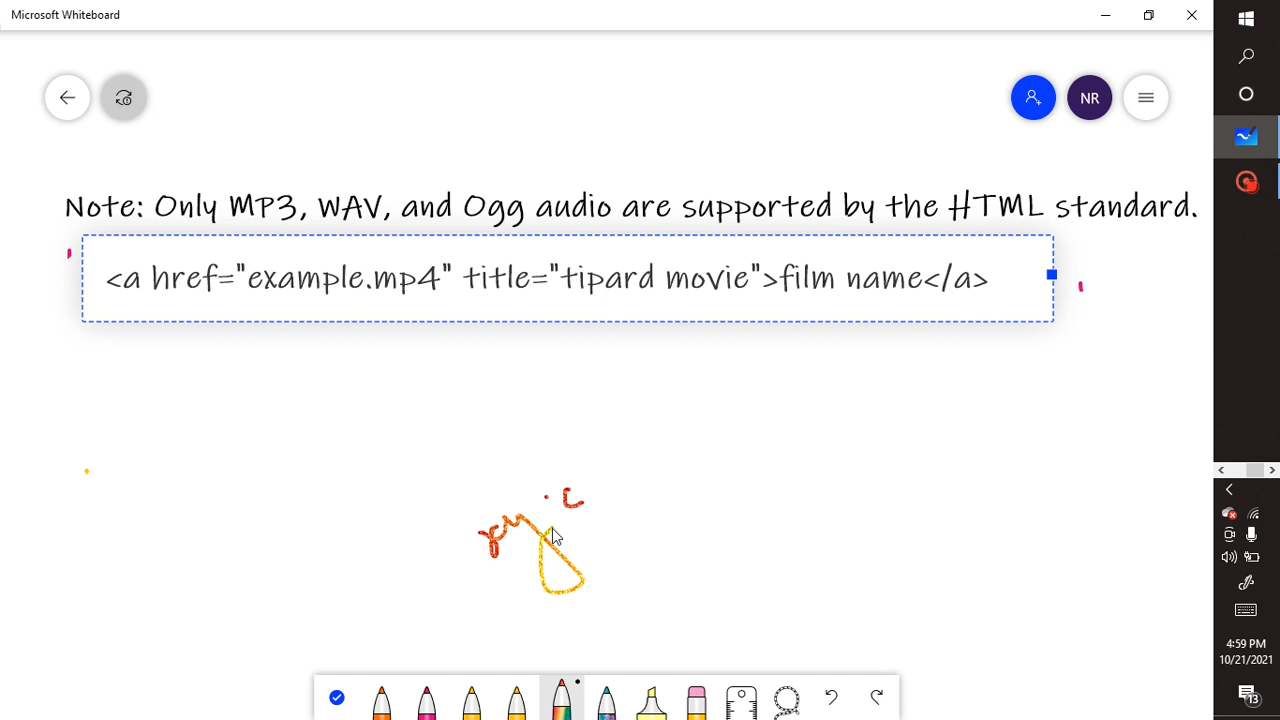 Microsoft Whiteboard
NR
Note: Only MP3, WAV, and Ogg audio are supported by the HTML standard.
<a href="example.mp4" title="tipard movie">film name</a>
4:59 PM
10/21/2021
13